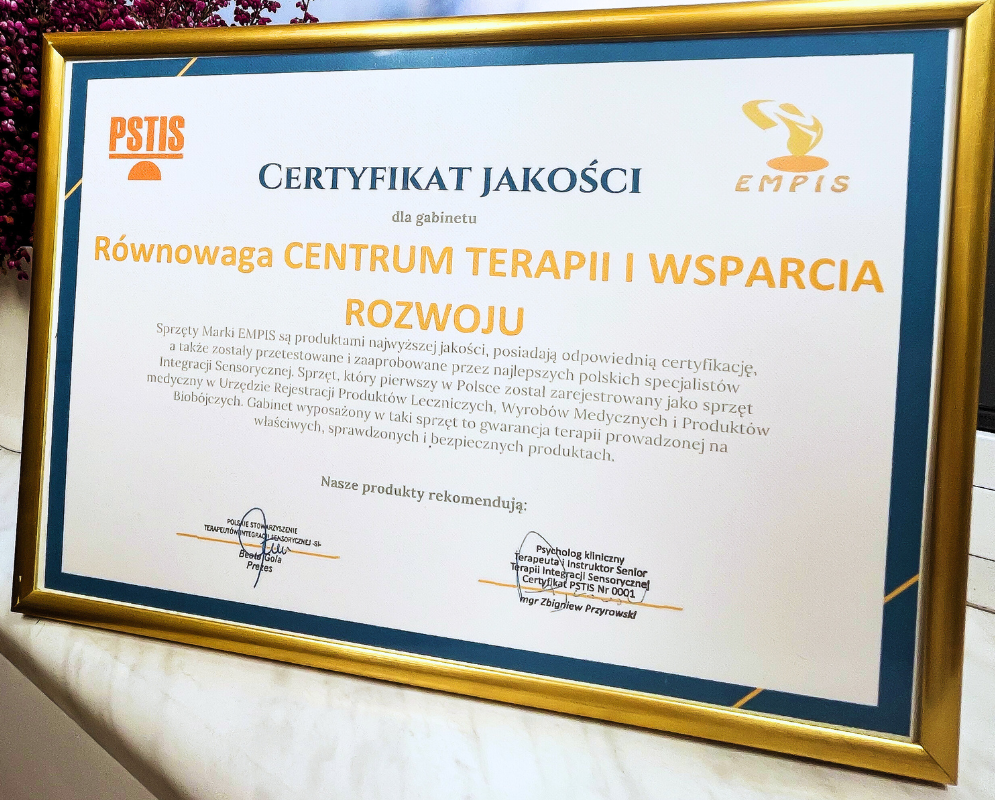 PSTIS
EMPIS
CERTYFIKAT JAKOŚCI
dla gabinetu
Równowaga CENTRUM TERAPII I WSPARCIA
ROZWOJU
Sprzęty Marki EMPIS są produktami najwyższej jakości, posiadają odpowiednią certyfikację,
a także zostały przetestowane i zaaprobowane przez najlepszych polskich specjalistów
Integracji Sensorycznej. Sprzęt, który pierwszy w Polsce został zarejestrowany jako sprzęt
medyczny w Urzędzie Rejestracji Produktów Leczniczych, Wyrobów Medycznych i Produktów
Biobójczych. Gabinet wyposażony w taki sprzęt to gwarancja terapii prowadzonej na
właściwych, sprawdzonych i bezpiecznych produktach.
Nasze produkty rekomendują:
POLSKIE STOWARZYSZENIE
TERAPEUTÓW INTEGRACJI SENSORYCZNEJ -SI-
Beata Gola
Prezes
Psycholog kliniczny
Terapeuta i Instruktor Senior
Terapii Integracji Sensorycznej
Certyfikat PSTIS Nr 0001
mgr Zbigniew Przyrowski